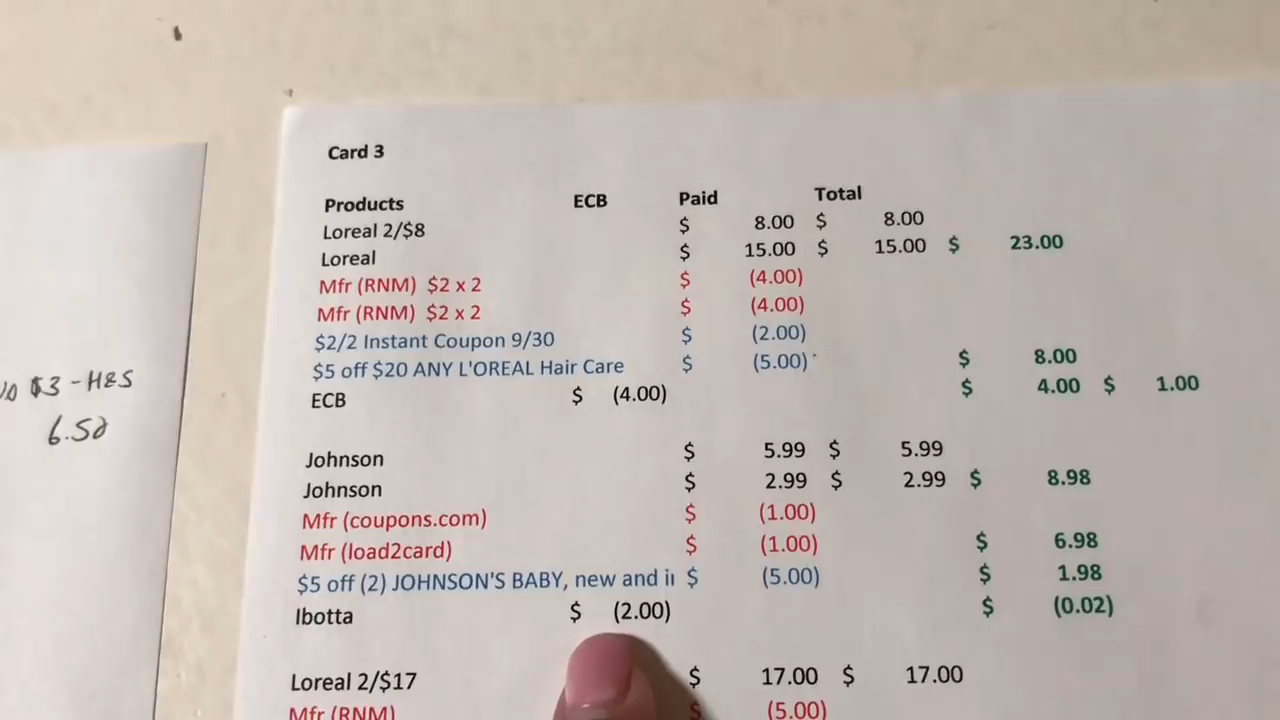 Card 3
Products ECB Paid Total
Loreal 2/$8 $ 8.00 $ 8.00
Loreal $ 15.00 $ 15.00 $ 23.00
Mfr (RNM) $2 x 2 $ (4.00)
Mfr (RNM) $2 x 2 $ (4.00)
$2/2 Instant Coupon 9/30 $ (2.00)
$5 off $20 ANY L'OREAL Hair Care $ (5.00) $ 8.00
ECB $ (4.00) $ 4.00 $ 1.00
Johnson $ 5.99 $ 5.99
Johnson $ 2.99 $ 2.99 $ 8.98
Mfr (coupons.com) $ (1.00)
Mfr (load2card) $ (1.00) $ 6.98
$5 off (2) JOHNSON'S BABY, new and $ (5.00) $ 1.98
Ibotta $ (2.00) $ (0.02)
Loreal 2/$17 $ 17.00 $ 17.00
Mfr (RNM) $ (5.00)
$3 - H&S
6.50